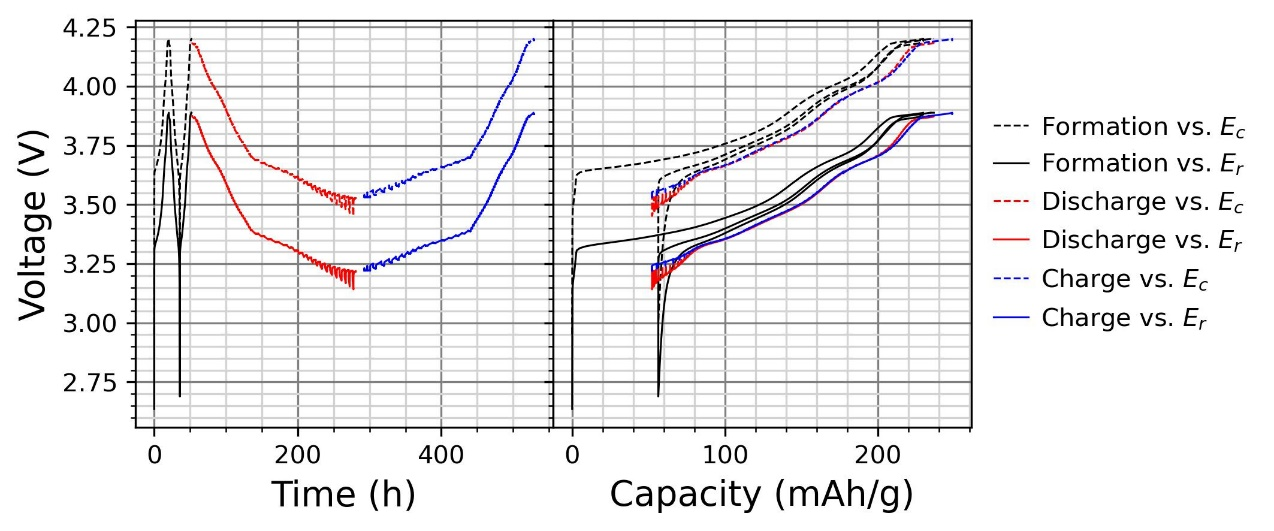 4.25
4.00
3.75
3.50
3.25
3.00
2.75
Voltage (V)
0 200 400
Time (h)
0 100 200
Capacity (mAh/g)
Formation vs. E_c
Formation vs. E_r
Discharge vs. E_c
Discharge vs. E_r
Charge vs. E_c
Charge vs. E_r